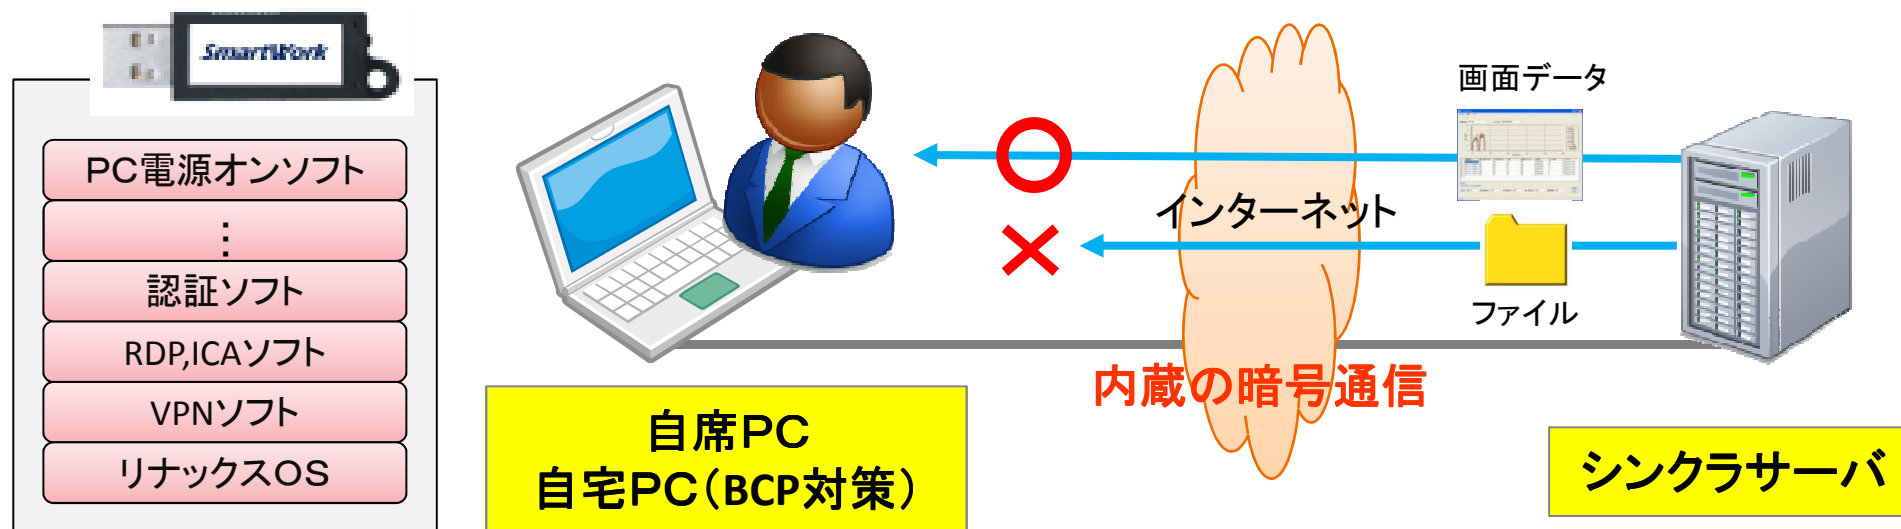 SmartWork
PC電源オンソフト
⋮
認証ソフト
RDP,ICAソフト
VPNソフト
リナックスOS
自席PC
自宅PC(BCP対策)
画面データ
インターネット
ファイル
内蔵の暗号通信
シンクラサーバ